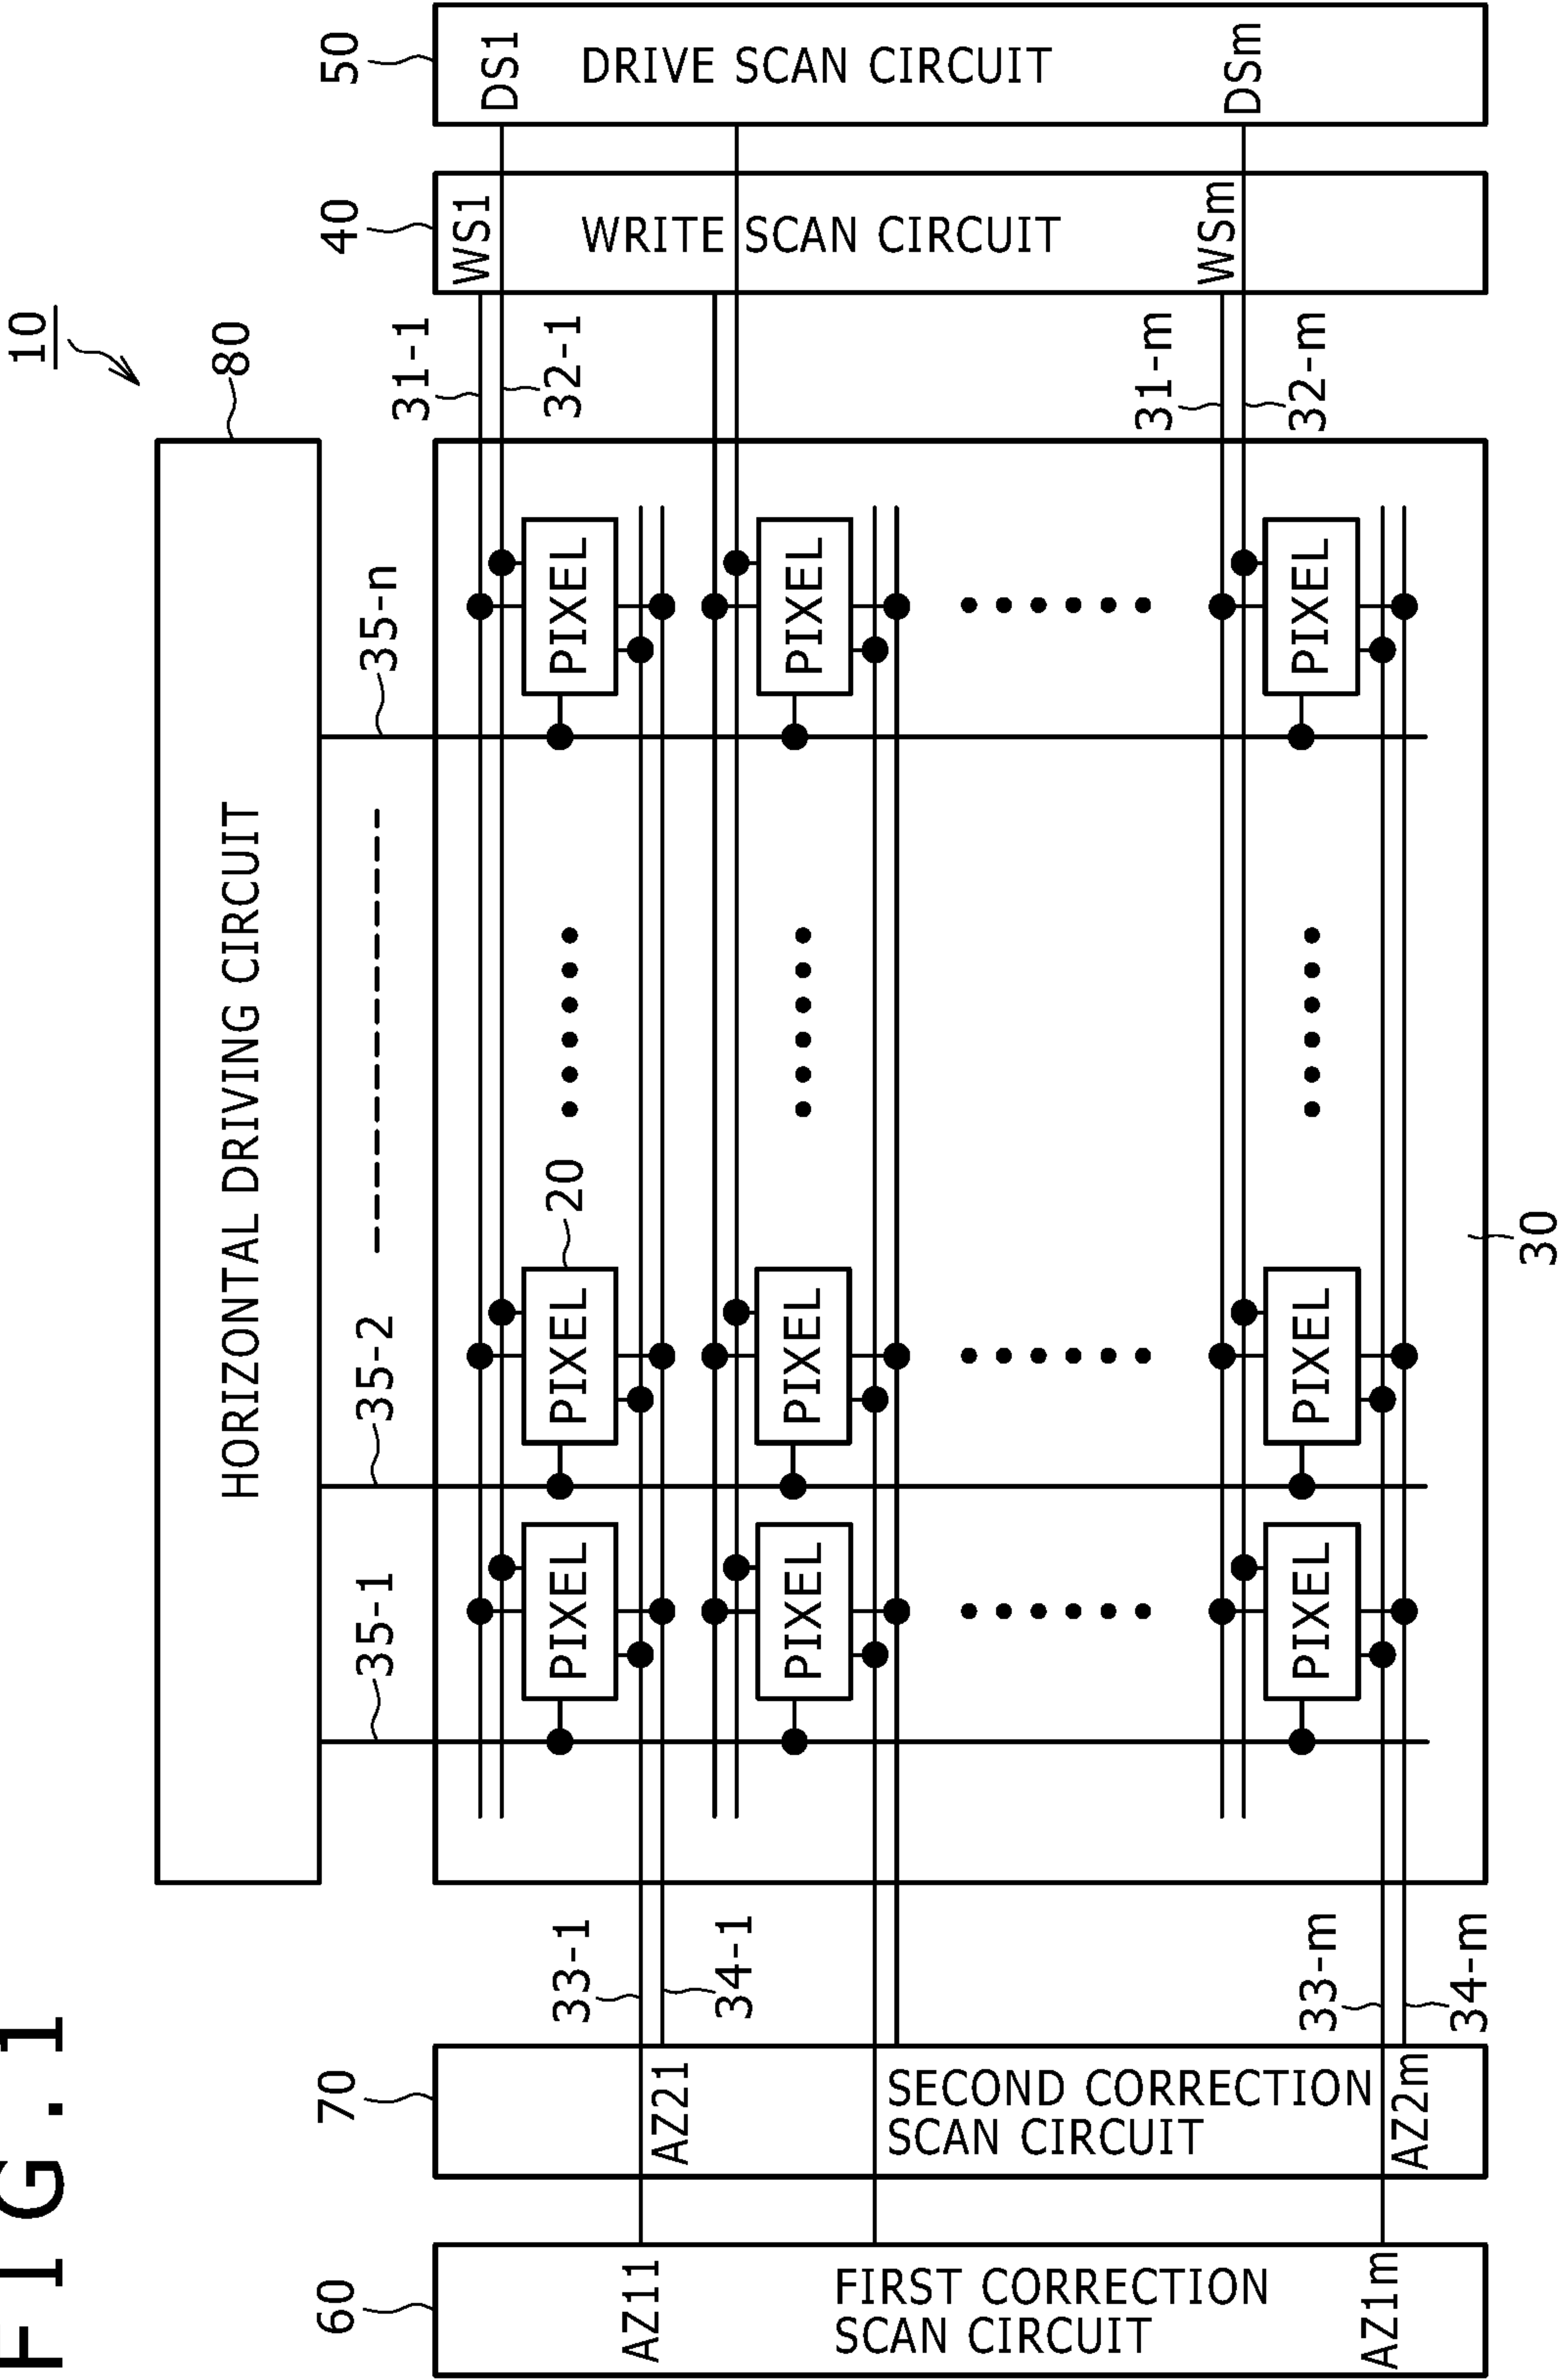 FIG.1
10
80
HORIZONTAL DRIVING CIRCUIT
60
70
35-1
35-2
35-n
40
50
31-1
WS1
DS1
32-1
20
33-1
AZ11
AZ21
34-1
PIXEL
PIXEL
PIXEL
PIXEL
PIXEL
PIXEL
FIRST CORRECTION
SCAN CIRCUIT
SECOND CORRECTION
SCAN CIRCUIT
WRITE SCAN CIRCUIT
DRIVE SCAN CIRCUIT
31-m
WSm
DSm
32-m
PIXEL
PIXEL
PIXEL
33-m
AZ1m
AZ2m
34-m
30